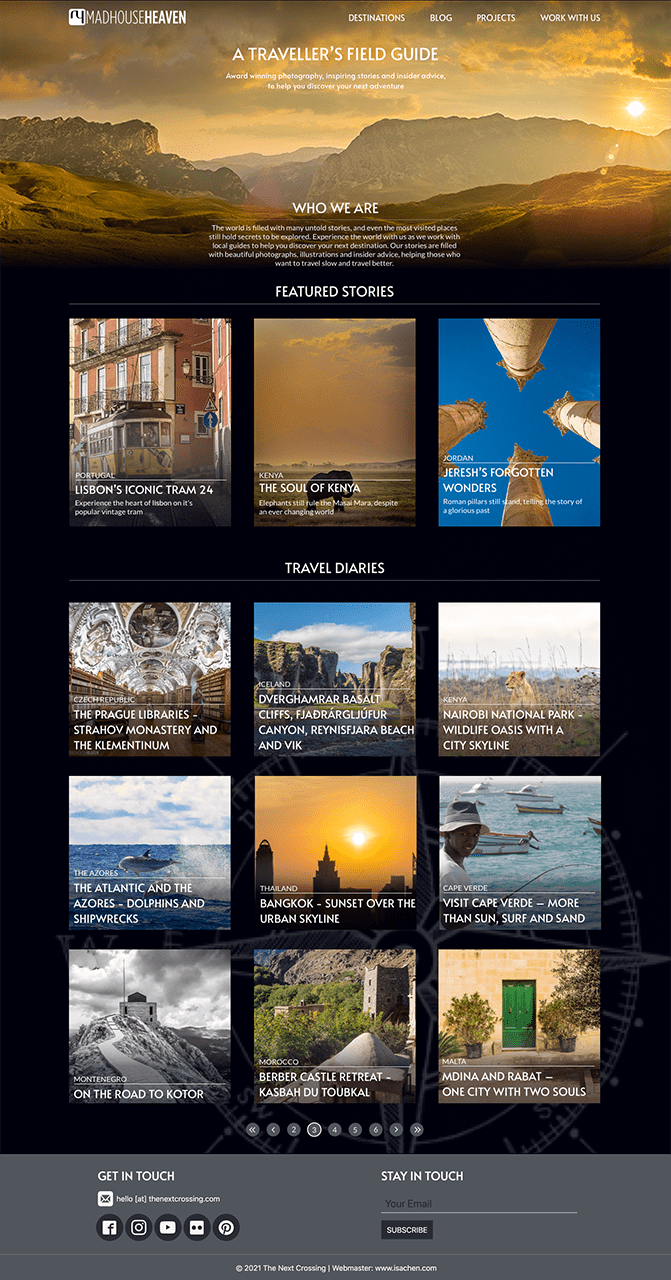 MADHOUSEHEAVEN
DESTINATIONS BLOG PROJECTS WORK WITH US
A TRAVELLER'S FIELD GUIDE
Award winning photography, inspiring stories and insider advice,
to help you discover your next adventure
WHO WE ARE
The world is filled with many untold stories, and even the most visited places
still hold secrets to be explored. Experience the world with us as we work with
local guides to help you discover your next destination. Our stories are filled
with beautiful photographs, illustrations and insider advice, helping those who
want to travel slow and travel better.
FEATURED STORIES
PORTUGAL
LISBON'S ICONIC TRAM 24
Experience the heart of lisbon on it's
popular vintage tram
KENYA
THE SOUL OF KENYA
Elephants still rule the Masai Mara, despite
an ever changing world
JORDAN
JERESH'S FORGOTTEN
WONDERS
Roman pillars still stand, telling the story of
a glorious past
TRAVEL DIARIES
CZECH REPUBLIC
THE PRAGUE LIBRARIES -
STRAHOV MONASTERY AND
THE KLEMENTINUM
ICELAND
DVERGHAMRAR BASALT
CLIFFS, FJAÐRÁRGLJÚFUR
CANYON, REYNISFJARA BEACH
AND VIK
KENYA
NAIROBI NATIONAL PARK -
WILDLIFE OASIS WITH A
CITY SKYLINE
THE AZORES
THE ATLANTIC AND THE
AZORES - DOLPHINS AND
SHIPWRECKS
THAILAND
BANGKOK - SUNSET OVER THE
URBAN SKYLINE
CAPE VERDE
VISIT CAPE VERDE – MORE
THAN SUN, SURF AND SAND
MONTENEGRO
ON THE ROAD TO KOTOR
MOROCCO
BERBER CASTLE RETREAT -
KASBAH DU TOUBKAL
MALTA
MDINA AND RABAT –
ONE CITY WITH TWO SOULS
« ‹ 2 3 4 5 6 › »
GET IN TOUCH
hello [at] thenextcrossing.com
STAY IN TOUCH
Your Email
SUBSCRIBE
© 2021 The Next Crossing | Webmaster: www.isachen.com